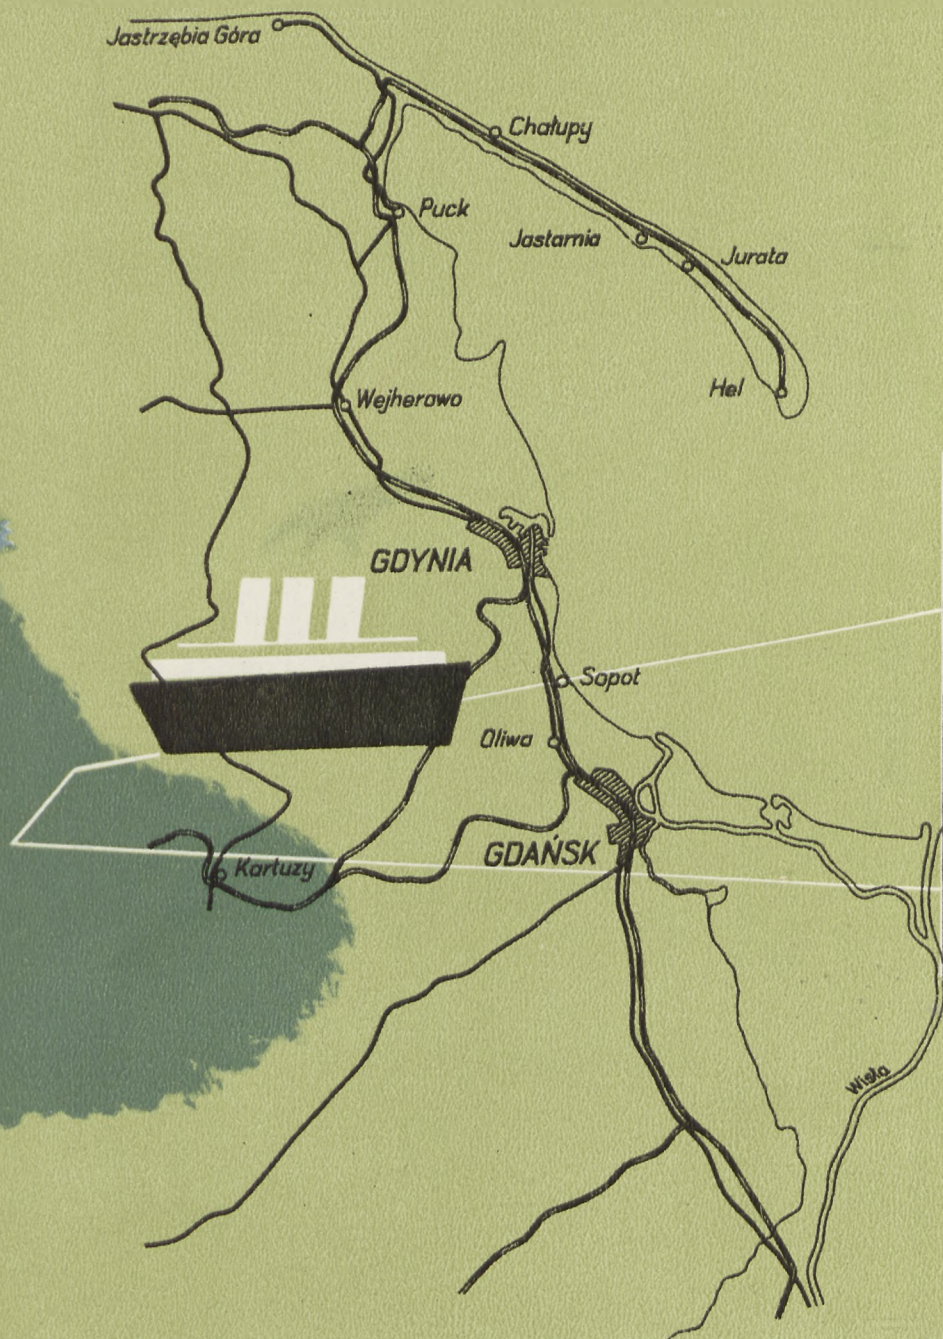 Jastrzębia Góra
Chałupy
Puck
Jastarnia
Jurata
Hel
Wejherowo
GDYNIA
Sopot
Oliwa
GDAŃSK
Kartuzy
Wisła